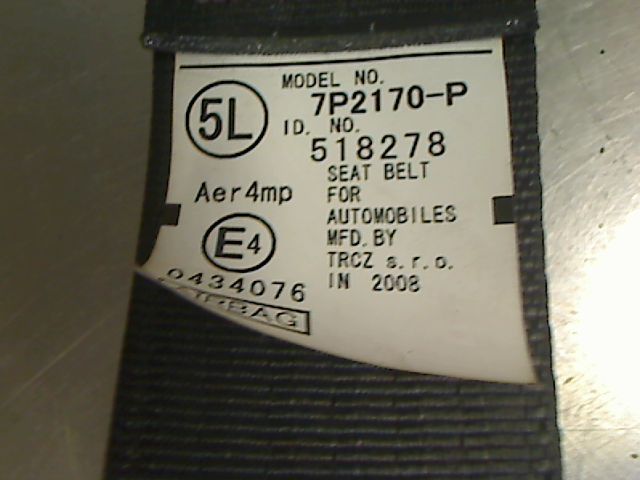 MODEL NO.
7P2170-P
5L
ID. NO.
518278
SEAT BELT
Aer4mp
FOR
AUTOMOBILES
E4
MFD. BY
TRCZ s.r.o.
0434076
IN 2008
AIRBAG